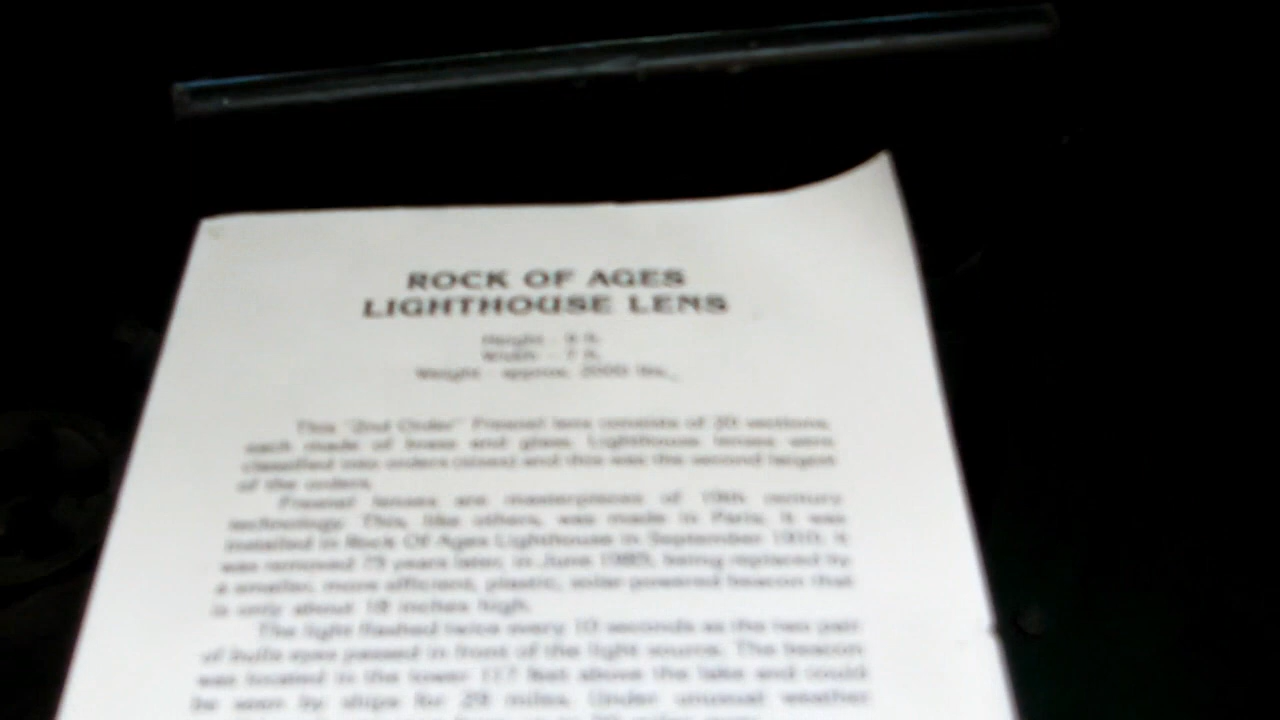 ROCK OF AGES
LIGHTHOUSE LENS
Height - 8 ft.
Width - 7 ft.
Weight - approx. 2000 lbs.
This "2nd Order" Fresnel lens consists of 20 sections,
each made of brass and glass. Lighthouse lenses were
classified into orders (sizes) and this was the second largest
of the orders.
Fresnel lenses are masterpieces of 19th century
technology. This, like others, was made in Paris. It was
installed in Rock Of Ages Lighthouse in September 1910. It
was removed 75 years later, in June 1985, being replaced by
a smaller, more efficient, plastic, solar powered beacon that
is only about 18 inches high.
The light flashed twice every 10 seconds as the two pair
of bulls eyes passed in front of the light source. The beacon
was located in the tower 117 feet above the lake and could
be seen by ships for 29 miles. Under unusual weather